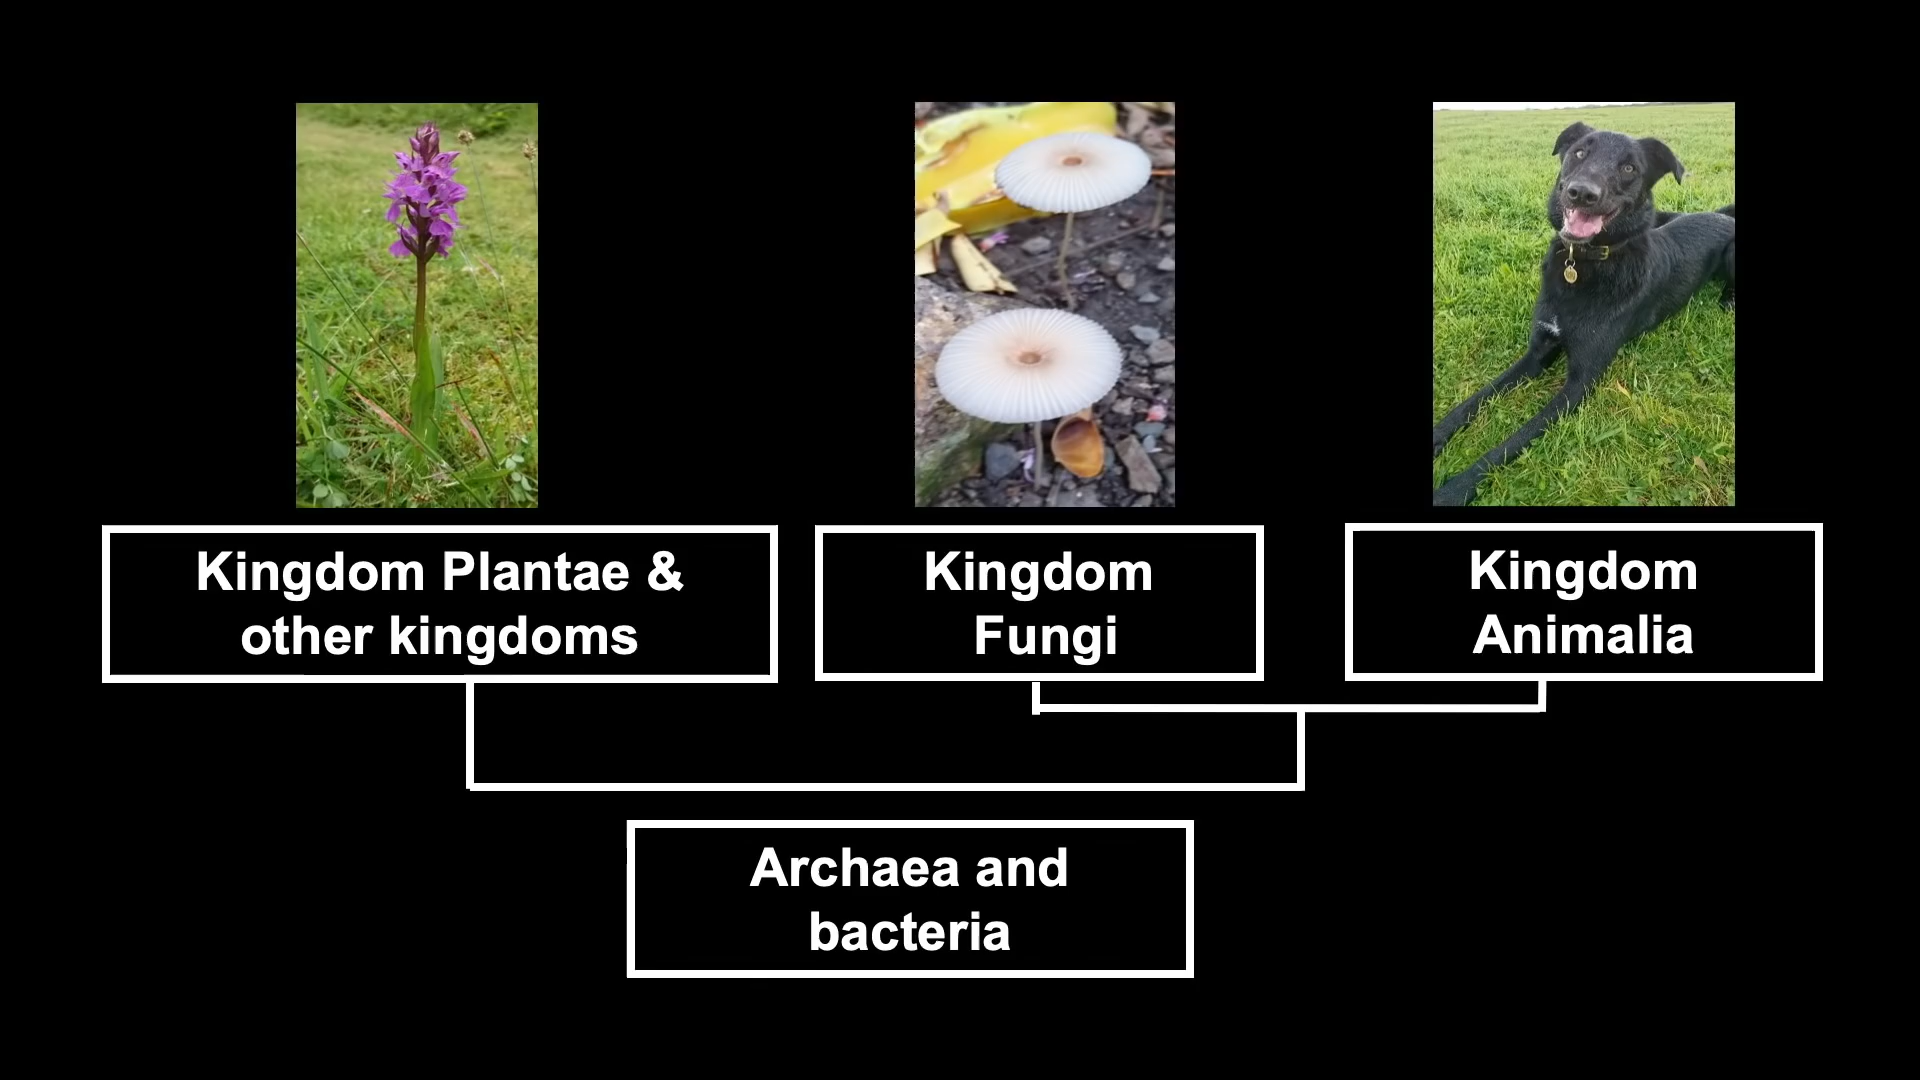 Kingdom Plantae &
other kingdoms
Kingdom
Fungi
Kingdom
Animalia
Archaea and
bacteria